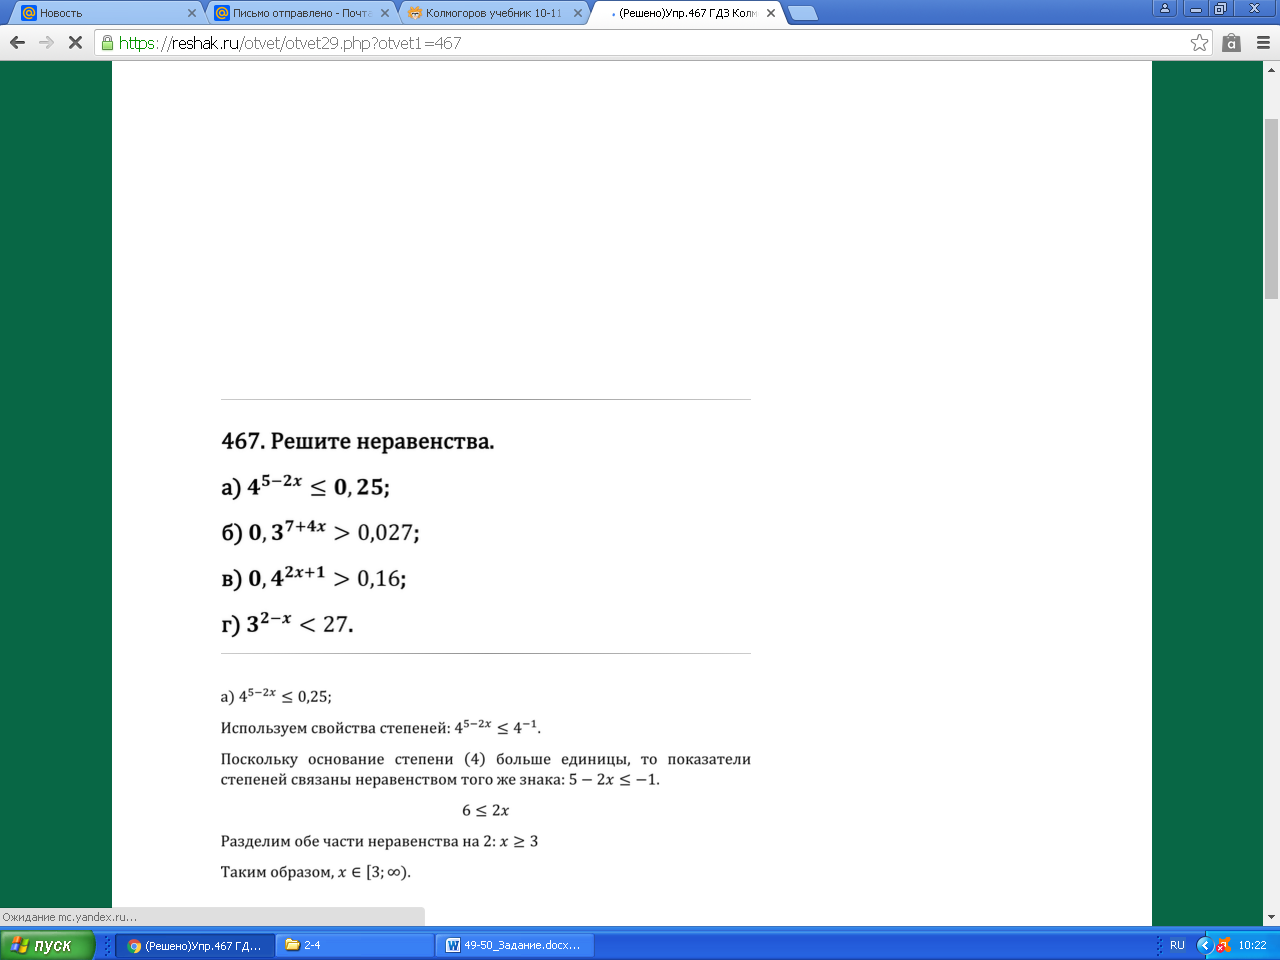 Новость
Письмо отправлено - Почта
Колмогоров учебник 10-11
(Решено)Упр.467 ГДЗ Колм
https://reshak.ru/otvet/otvet29.php?otvet1=467
467. Решите неравенства.
а) 4^{5−2x} ≤ 0,25;
б) 0,3^{7+4x} > 0,027;
в) 0,4^{2x+1} > 0,16;
г) 3^{2−x} < 27.
а) 4^{5−2x} ≤ 0,25;
Используем свойства степеней: 4^{5−2x} ≤ 4^{−1}.
Поскольку основание степени (4) больше единицы, то показатели
степеней связаны неравенством того же знака: 5 − 2x ≤ −1.
6 ≤ 2x
Разделим обе части неравенства на 2: x ≥ 3
Таким образом, x ∈ [3; ∞).
Ожидание mc.yandex.ru...
пуск
(Решено)Упр.467 ГД...
2-4
49-50_Задание.docx...
RU
10:22